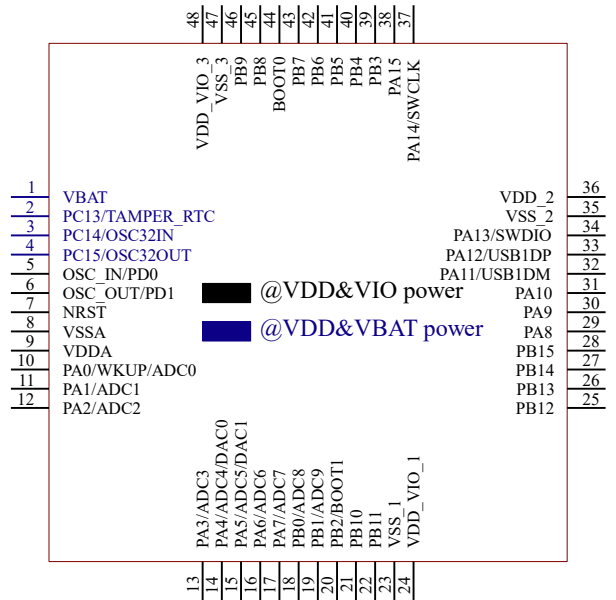 48
47
46
45
44
43
42
41
40
39
38
37
VDD_VIO_3
VSS_3
PB9
PB8
BOOT0
PB7
PB6
PB5
PB4
PB3
PA15
PA14/SWCLK
1 VBAT
2 PC13/TAMPER_RTC
3 PC14/OSC32IN
4 PC15/OSC32OUT
5 OSC_IN/PD0
6 OSC_OUT/PD1
7 NRST
8 VSSA
9 VDDA
10 PA0/WKUP/ADC0
11 PA1/ADC1
12 PA2/ADC2
@VDD&VIO power
@VDD&VBAT power
VDD_2 36
VSS_2 35
PA13/SWDIO 34
PA12/USB1DP 33
PA11/USB1DM 32
PA10 31
PA9 30
PA8 29
PB15 28
PB14 27
PB13 26
PB12 25
PA3/ADC3
PA4/ADC4/DAC0
PA5/ADC5/DAC1
PA6/ADC6
PA7/ADC7
PB0/ADC8
PB1/ADC9
PB2/BOOT1
PB10
PB11
VSS_1
VDD_VIO_1
13
14
15
16
17
18
19
20
21
22
23
24